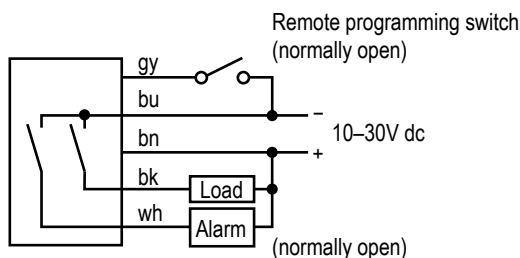 Remote programming switch
(normally open)
gy
bu
−
10–30V dc
bn
+
bk
Load
wh
Alarm
(normally open)